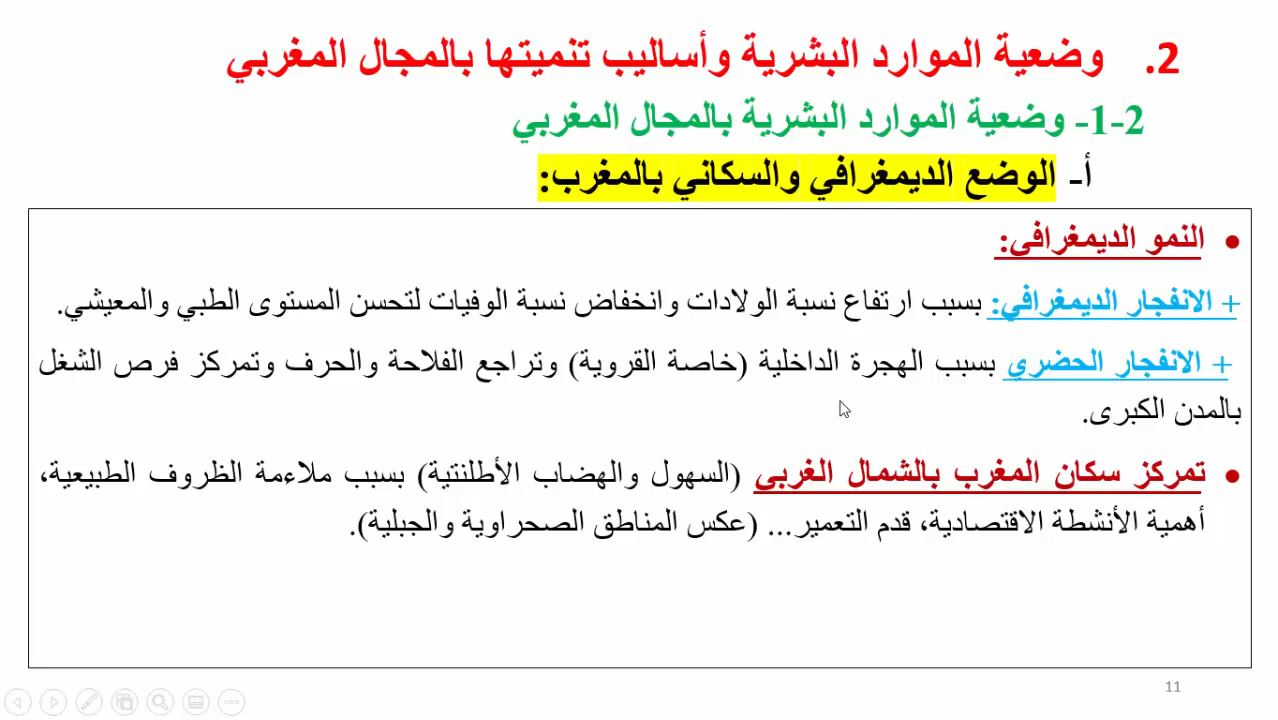 2. وضعية الموارد البشرية وأساليب تنميتها بالمجال المغربي
2-1- وضعية الموارد البشرية بالمجال المغربي
أ- الوضع الديمغرافي والسكاني بالمغرب:
• النمو الديمغرافي:
+ الانفجار الديمغرافي: بسبب ارتفاع نسبة الولادات وانخفاض نسبة الوفيات لتحسن المستوى الطبي والمعيشي.
+ الانفجار الحضري بسبب الهجرة الداخلية (خاصة القروية) وتراجع الفلاحة والحرف وتمركز فرص الشغل
بالمدن الكبرى.
• تمركز سكان المغرب بالشمال الغربي (السهول والهضاب الأطلنتية) بسبب ملاءمة الظروف الطبيعية،
أهمية الأنشطة الاقتصادية، قدم التعمير... (عكس المناطق الصحراوية والجبلية).
11